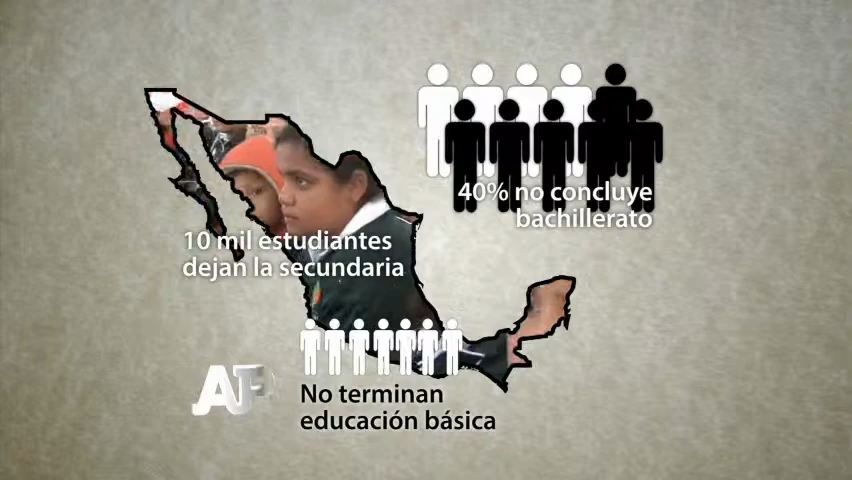 40% no concluye
bachillerato
10 mil estudiantes
dejan la secundaria
No terminan
educación básica